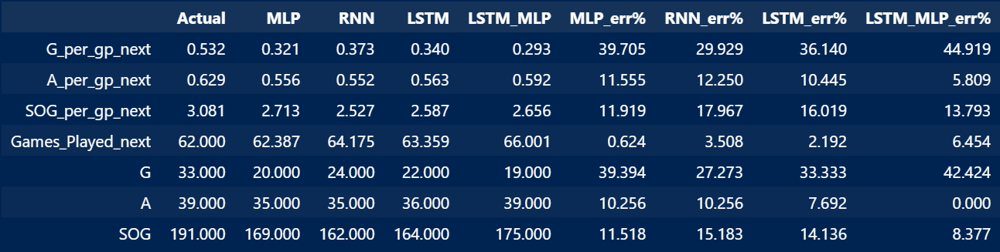 Actual MLP RNN LSTM LSTM_MLP MLP_err% RNN_err% LSTM_err% LSTM_MLP_err%
G_per_gp_next 0.532 0.321 0.373 0.340 0.293 39.705 29.929 36.140 44.919
A_per_gp_next 0.629 0.556 0.552 0.563 0.592 11.555 12.250 10.445 5.809
SOG_per_gp_next 3.081 2.713 2.527 2.587 2.656 11.919 17.967 16.019 13.793
Games_Played_next 62.000 62.387 64.175 63.359 66.001 0.624 3.508 2.192 6.454
G 33.000 20.000 24.000 22.000 19.000 39.394 27.273 33.333 42.424
A 39.000 35.000 35.000 36.000 39.000 10.256 10.256 7.692 0.000
SOG 191.000 169.000 162.000 164.000 175.000 11.518 15.183 14.136 8.377